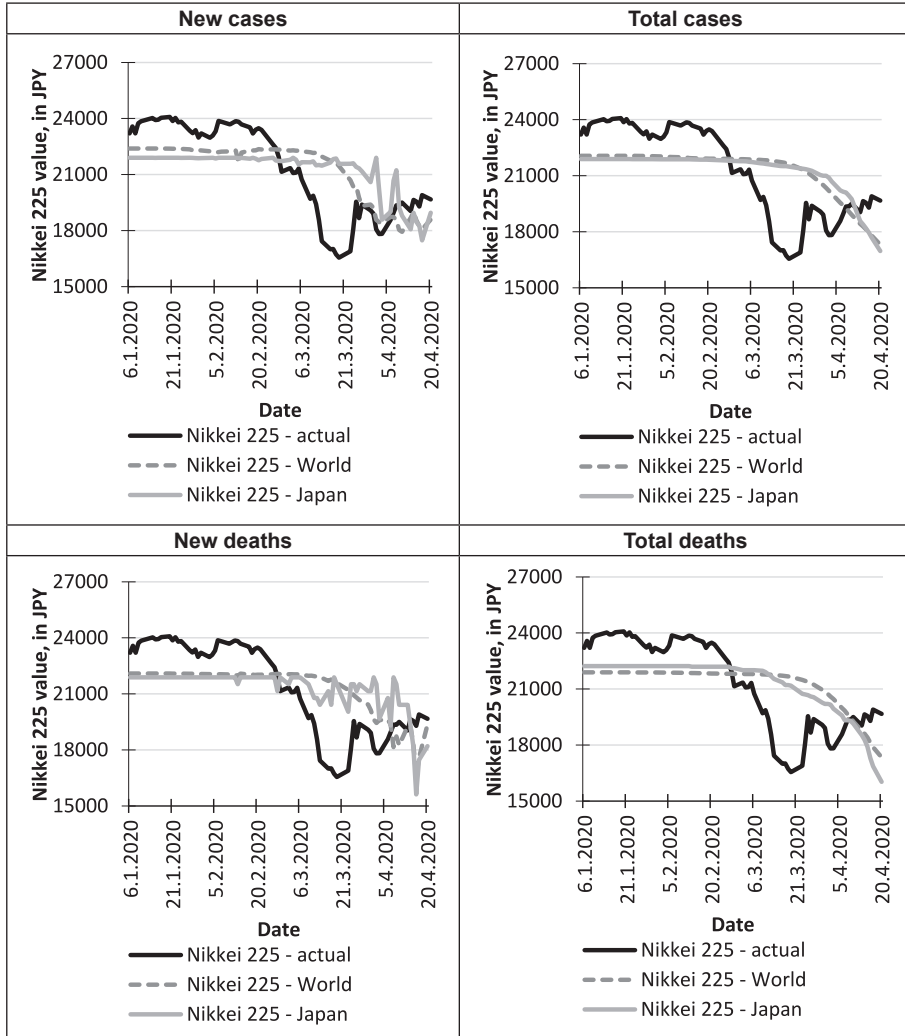 New cases
Nikkei 225 value, in JPY
27000
24000
21000
18000
15000
6.1.2020
21.1.2020
5.2.2020
20.2.2020
6.3.2020
21.3.2020
5.4.2020
20.4.2020
Date
Nikkei 225 - actual
Nikkei 225 - World
Nikkei 225 - Japan
Total cases
Nikkei 225 value, in JPY
27000
24000
21000
18000
15000
6.1.2020
21.1.2020
5.2.2020
20.2.2020
6.3.2020
21.3.2020
5.4.2020
20.4.2020
Date
Nikkei 225 - actual
Nikkei 225 - World
Nikkei 225 - Japan
New deaths
Nikkei 225 value, in JPY
27000
24000
21000
18000
15000
6.1.2020
21.1.2020
5.2.2020
20.2.2020
6.3.2020
21.3.2020
5.4.2020
20.4.2020
Date
Nikkei 225 - actual
Nikkei 225 - World
Nikkei 225 - Japan
Total deaths
Nikkei 225 value, in JPY
27000
24000
21000
18000
15000
6.1.2020
21.1.2020
5.2.2020
20.2.2020
6.3.2020
21.3.2020
5.4.2020
20.4.2020
Date
Nikkei 225 - actual
Nikkei 225 - World
Nikkei 225 - Japan